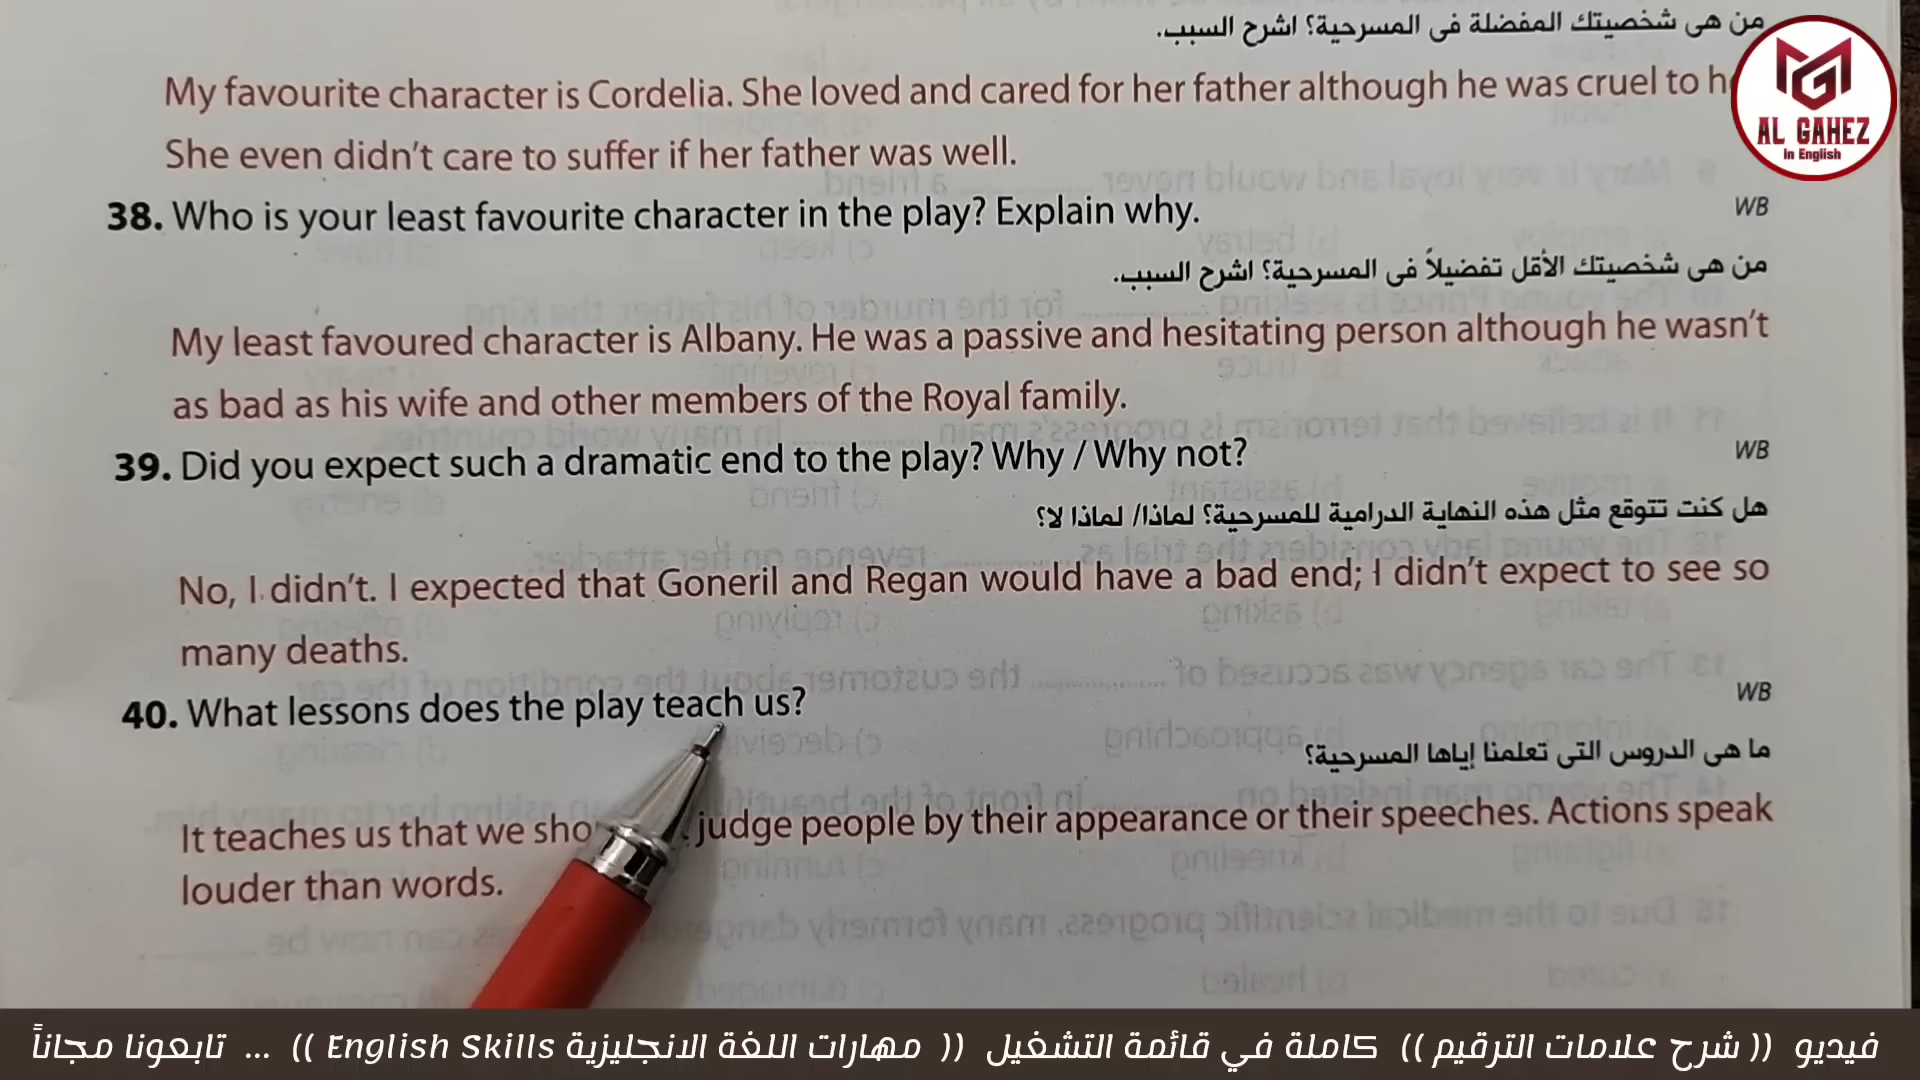 من هى شخصيتك المفضلة فى المسرحية؟ اشرح السبب.
My favourite character is Cordelia. She loved and cared for her father although he was cruel to
She even didn't care to suffer if her father was well.
38. Who is your least favourite character in the play? Explain why. WB
من هى شخصيتك الأقل تفضيلاً فى المسرحية؟ اشرح السبب.
My least favoured character is Albany. He was a passive and hesitating person although he wasn't
as bad as his wife and other members of the Royal family.
39. Did you expect such a dramatic end to the play? Why / Why not? WB
هل كنت تتوقع مثل هذه النهاية الدرامية للمسرحية؟ لماذا/ لماذا لا؟
No, I didn't. I expected that Goneril and Regan would have a bad end; I didn't expect to see so
many deaths.
40. What lessons does the play teach us? WB
ما هى الدروس التى تعلمنا إياها المسرحية؟
It teaches us that we judge people by their appearance or their speeches. Actions speak
louder than words.
AL GAHEZ
In English
فيديو (( شرح علامات الترقيم )) كاملة في قائمة التشغيل (( مهارات اللغة الانجليزية English Skills )) ... تابعونا مجاناً